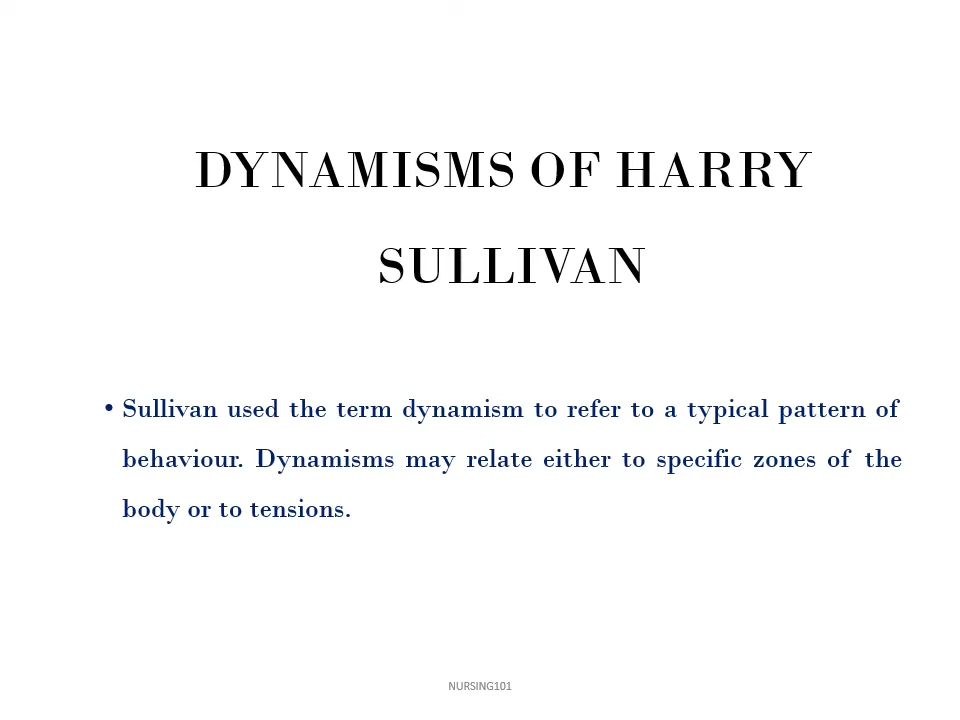 DYNAMISMS OF HARRY
SULLIVAN
• Sullivan used the term dynamism to refer to a typical pattern of
behaviour. Dynamisms may relate either to specific zones of the
body or to tensions.
NURSING101